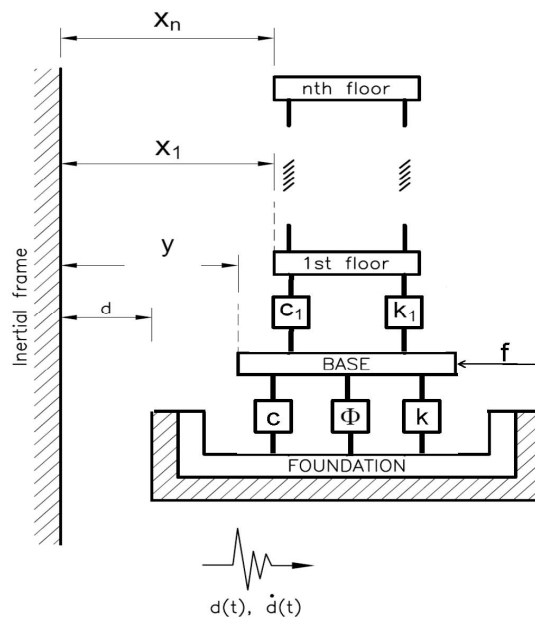 xₙ
nth floor
x₁
y
1st floor
d
Inertial frame
c₁
k₁
f
BASE
c
Φ
k
FOUNDATION
d(t), ḋ(t)